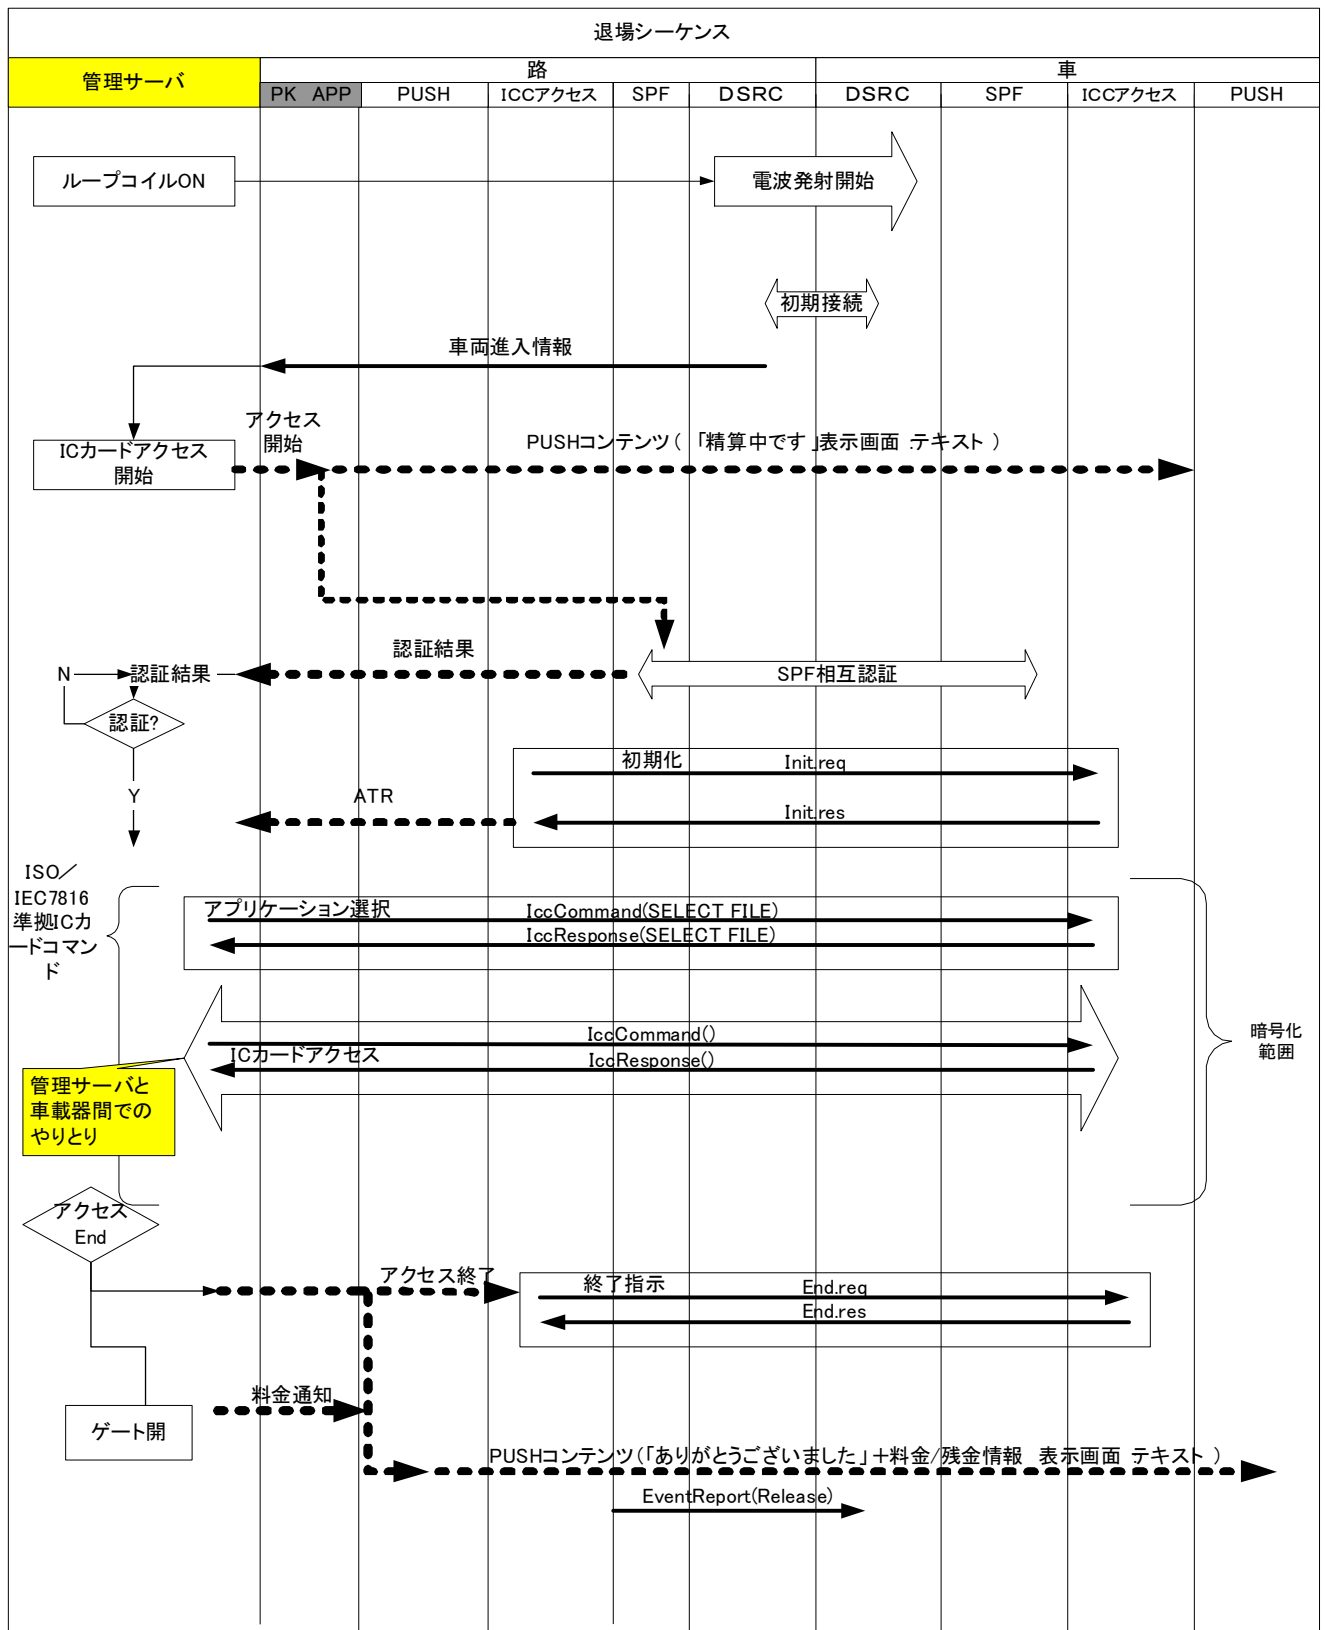 退場シーケンス
管理サーバ
路
車
PK APP
PUSH
ICCアクセス
SPF
DSRC
DSRC
SPF
ICCアクセス
PUSH
ループコイルON
電波発射開始
初期接続
車両進入情報
アクセス
開始
ICカードアクセス
開始
PUSHコンテンツ( 「精算中です」表示画面:テキスト )
認証結果
N
認証結果
SPF相互認証
認証?
初期化
Init.req
Y
ATR
Init.res
ISO/
IEC7816
準拠ICカ
ードコマン
ド
アプリケーション選択
IccCommand(SELECT FILE)
IccResponse(SELECT FILE)
IccCommand()
ICカードアクセス
IccResponse()
暗号化
範囲
管理サーバと
車載器間での
やりとり
アクセス
End
アクセス終了
終了指示
End.req
End.res
料金通知
ゲート開
PUSHコンテンツ(「ありがとうございました」+料金/残金情報 表示画面:テキスト )
EventReport(Release)